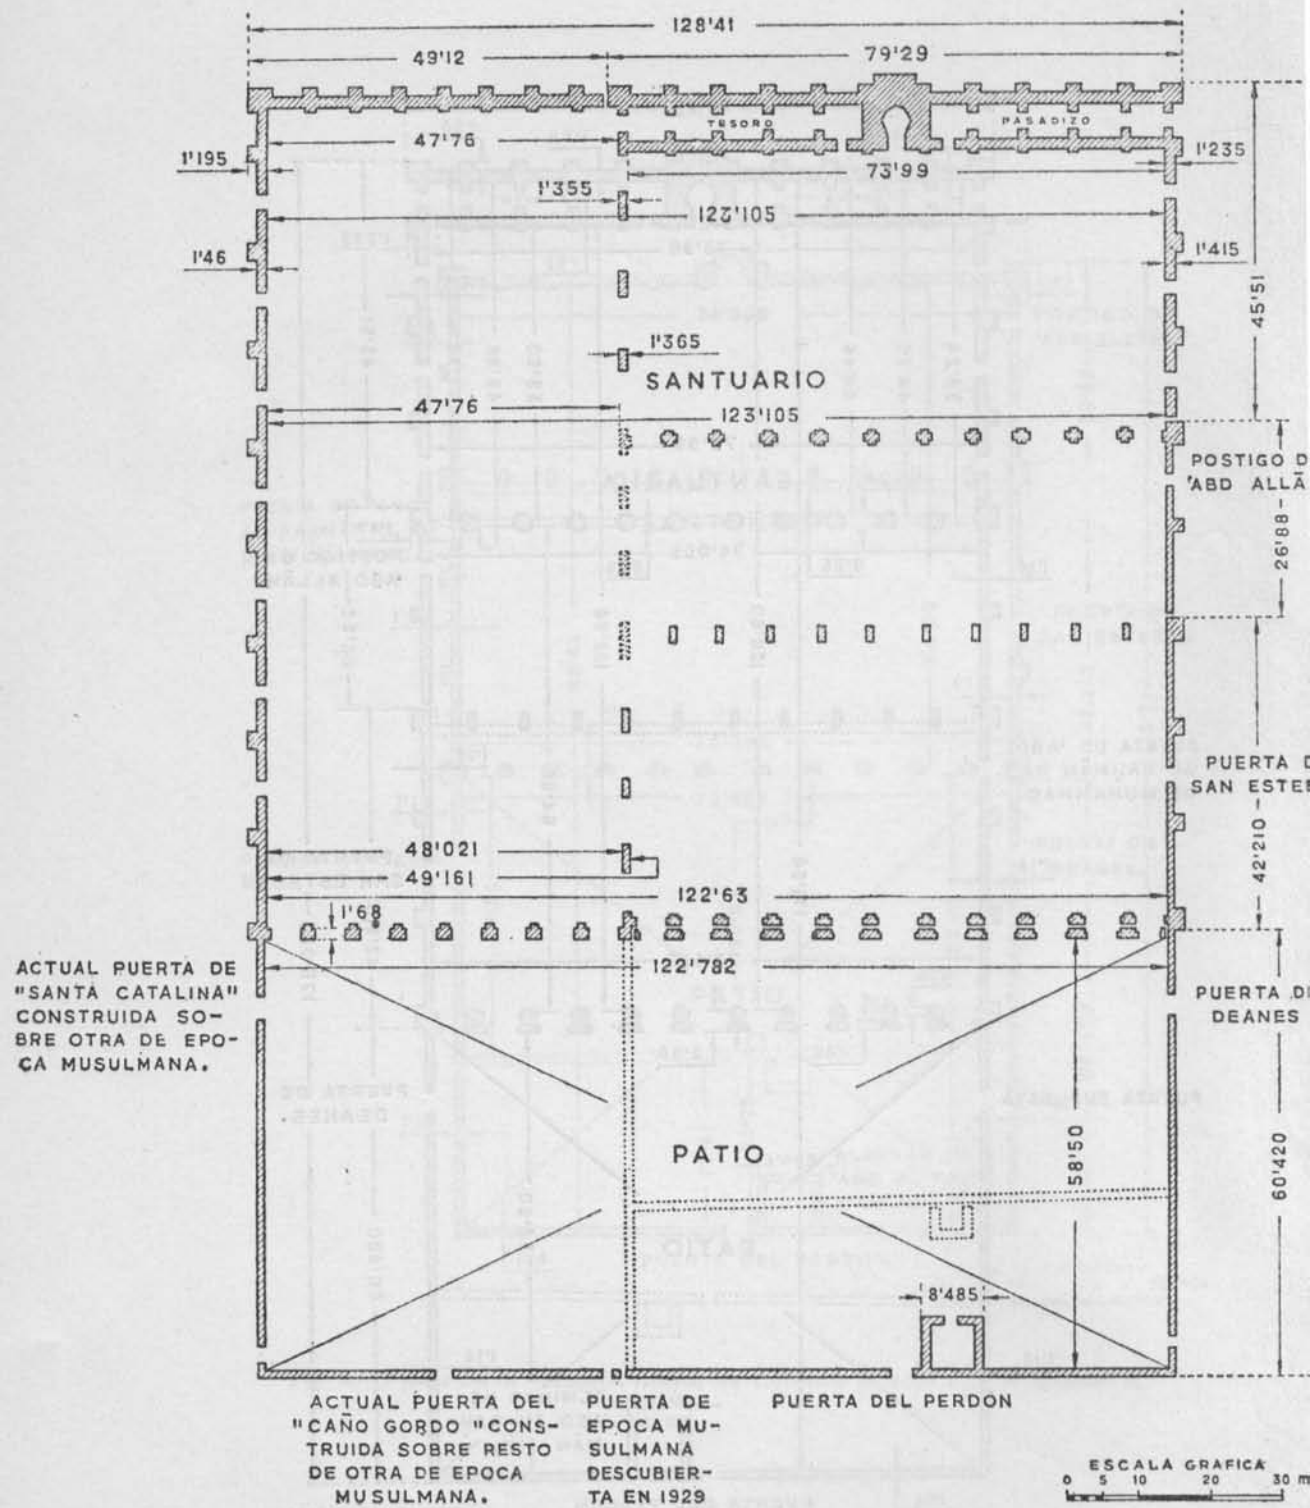 128'41
49'12
79'29
TESORO
PASADIZO
47'76
1'195
1'235
73'99
1'355
123'105
1'46
1'415
45'51
1'365
SANTUARIO
47'76
123'105
POSTIGO D
'ABD ALLĀ
26'88
PUERTA D
SAN ESTEB
48'021
49'161
42'210
122'63
1'68
122'782
ACTUAL PUERTA DE
"SANTA CATALINA"
CONSTRUIDA SO-
BRE OTRA DE EPO-
CA MUSULMANA.
PUERTA DE
DEANES
PATIO
58'50
60'420
8'485
ACTUAL PUERTA DEL
"CAÑO GORDO "CONS-
TRUIDA SOBRE RESTO
DE OTRA DE EPOCA
MUSULMANA.
PUERTA DE
EPOCA MU-
SULMANA
DESCUBIER-
TA EN 1929
PUERTA DEL PERDON
ESCALA GRAFICA
0 5 10 20 30 m